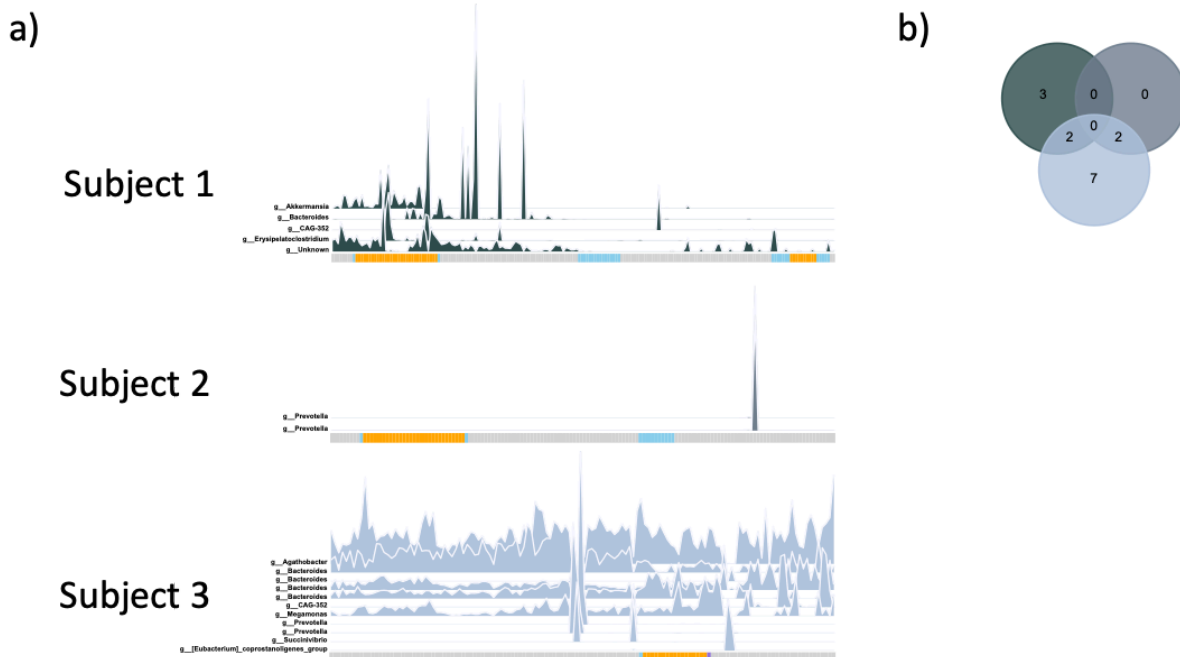 a)
b)
3
0
0
0
2
2
7
Subject 1
g__Akkermansia
g__Bacteroides
g__CAG-352
g__Erysipelatoclostridium
g__Unknown
Subject 2
g__Prevotella
g__Prevotella
Subject 3
g__Agathobacter
g__Bacteroides
g__Bacteroides
g__Bacteroides
g__Bacteroides
g__CAG-352
g__Megamonas
g__Prevotella
g__Prevotella
g__Succinivibrio
g__[Eubacterium]_coprostanoligenes_group